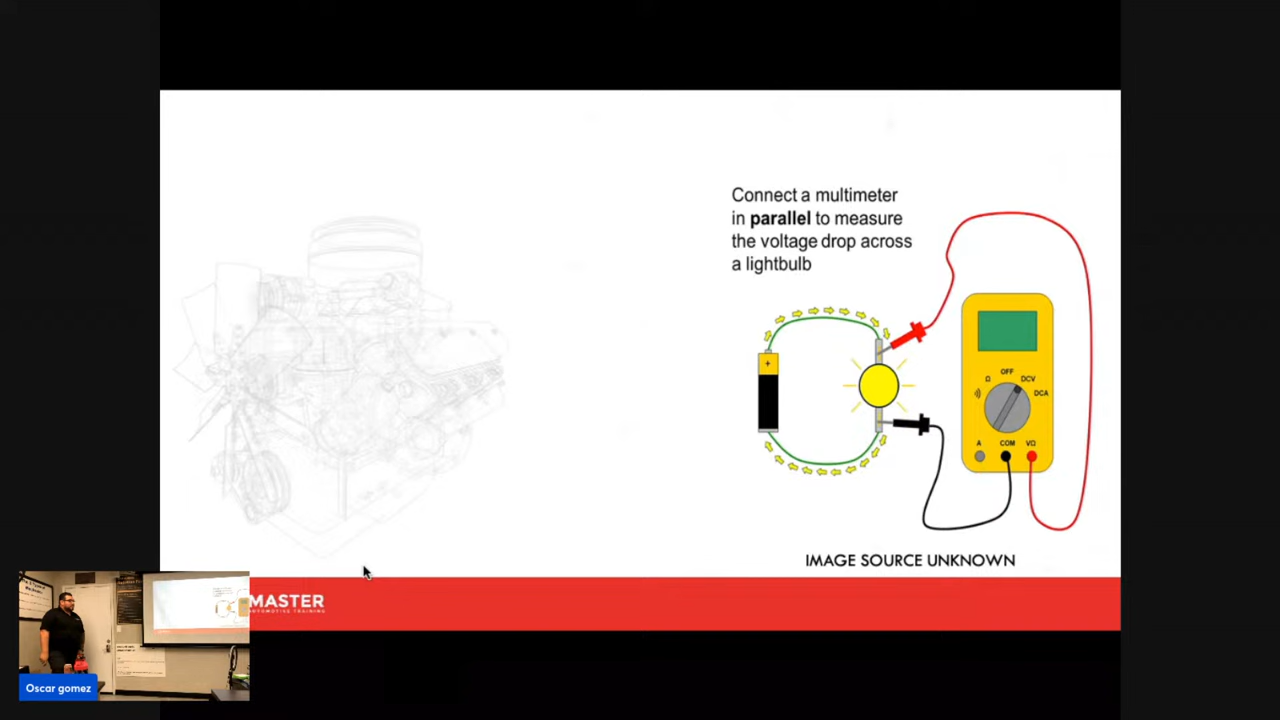 Connect a multimeter
in parallel to measure
the voltage drop across
a lightbulb
+
OFF
Ω
DCV
DCA
A
COM
VΩ
IMAGE SOURCE UNKNOWN
MASTER
AUTOMOTIVE TRAINING
Oscar gomez